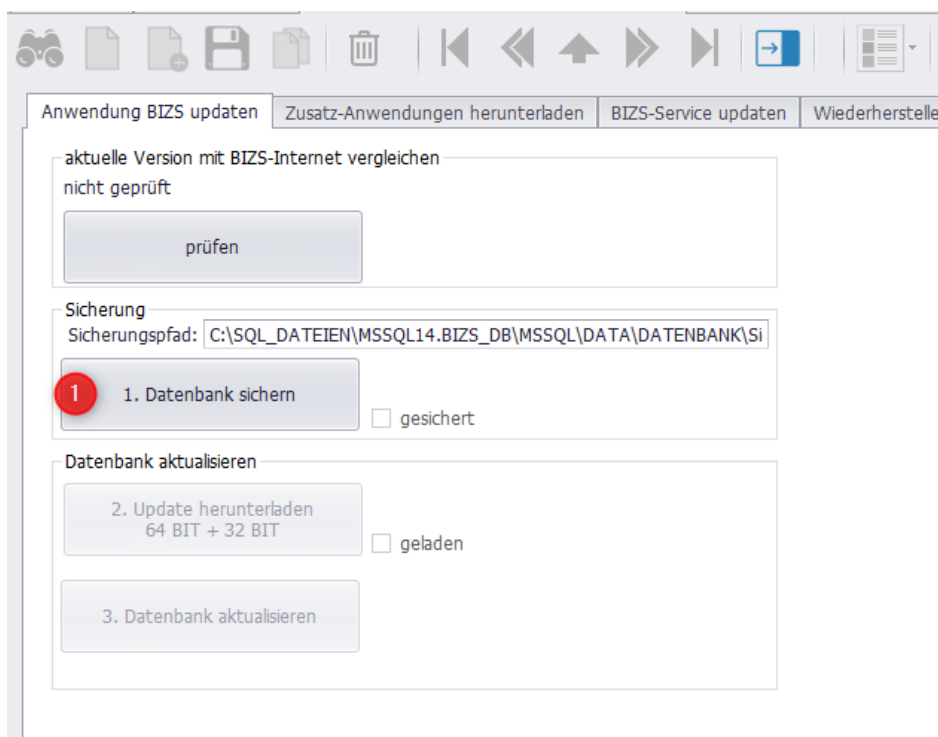 Anwendung BIZS updaten
Zusatz-Anwendungen herunterladen
BIZS-Service updaten
Wiederherstelle
aktuelle Version mit BIZS-Internet vergleichen
nicht geprüft
prüfen
Sicherung
Sicherungspfad: C:\SQL_DATEIEN\MSSQL14.BIZS_DB\MSSQL\DATA\DATENBANK\Si
1
1. Datenbank sichern
gesichert
Datenbank aktualisieren
2. Update herunterladen
64 BIT + 32 BIT
geladen
3. Datenbank aktualisieren